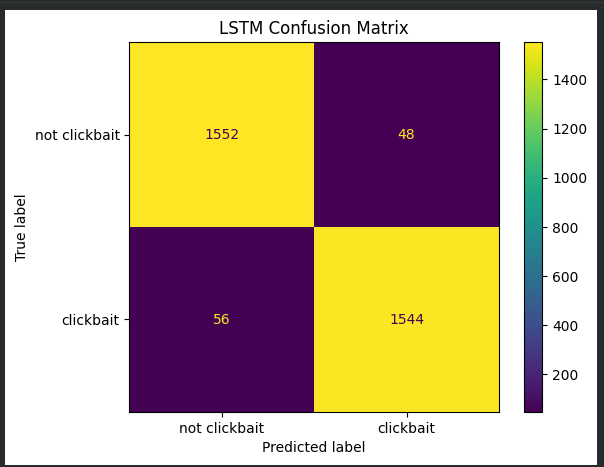 LSTM Confusion Matrix
True label
not clickbait
1552
48
clickbait
56
1544
not clickbait
clickbait
Predicted label
1400
1200
1000
800
600
400
200